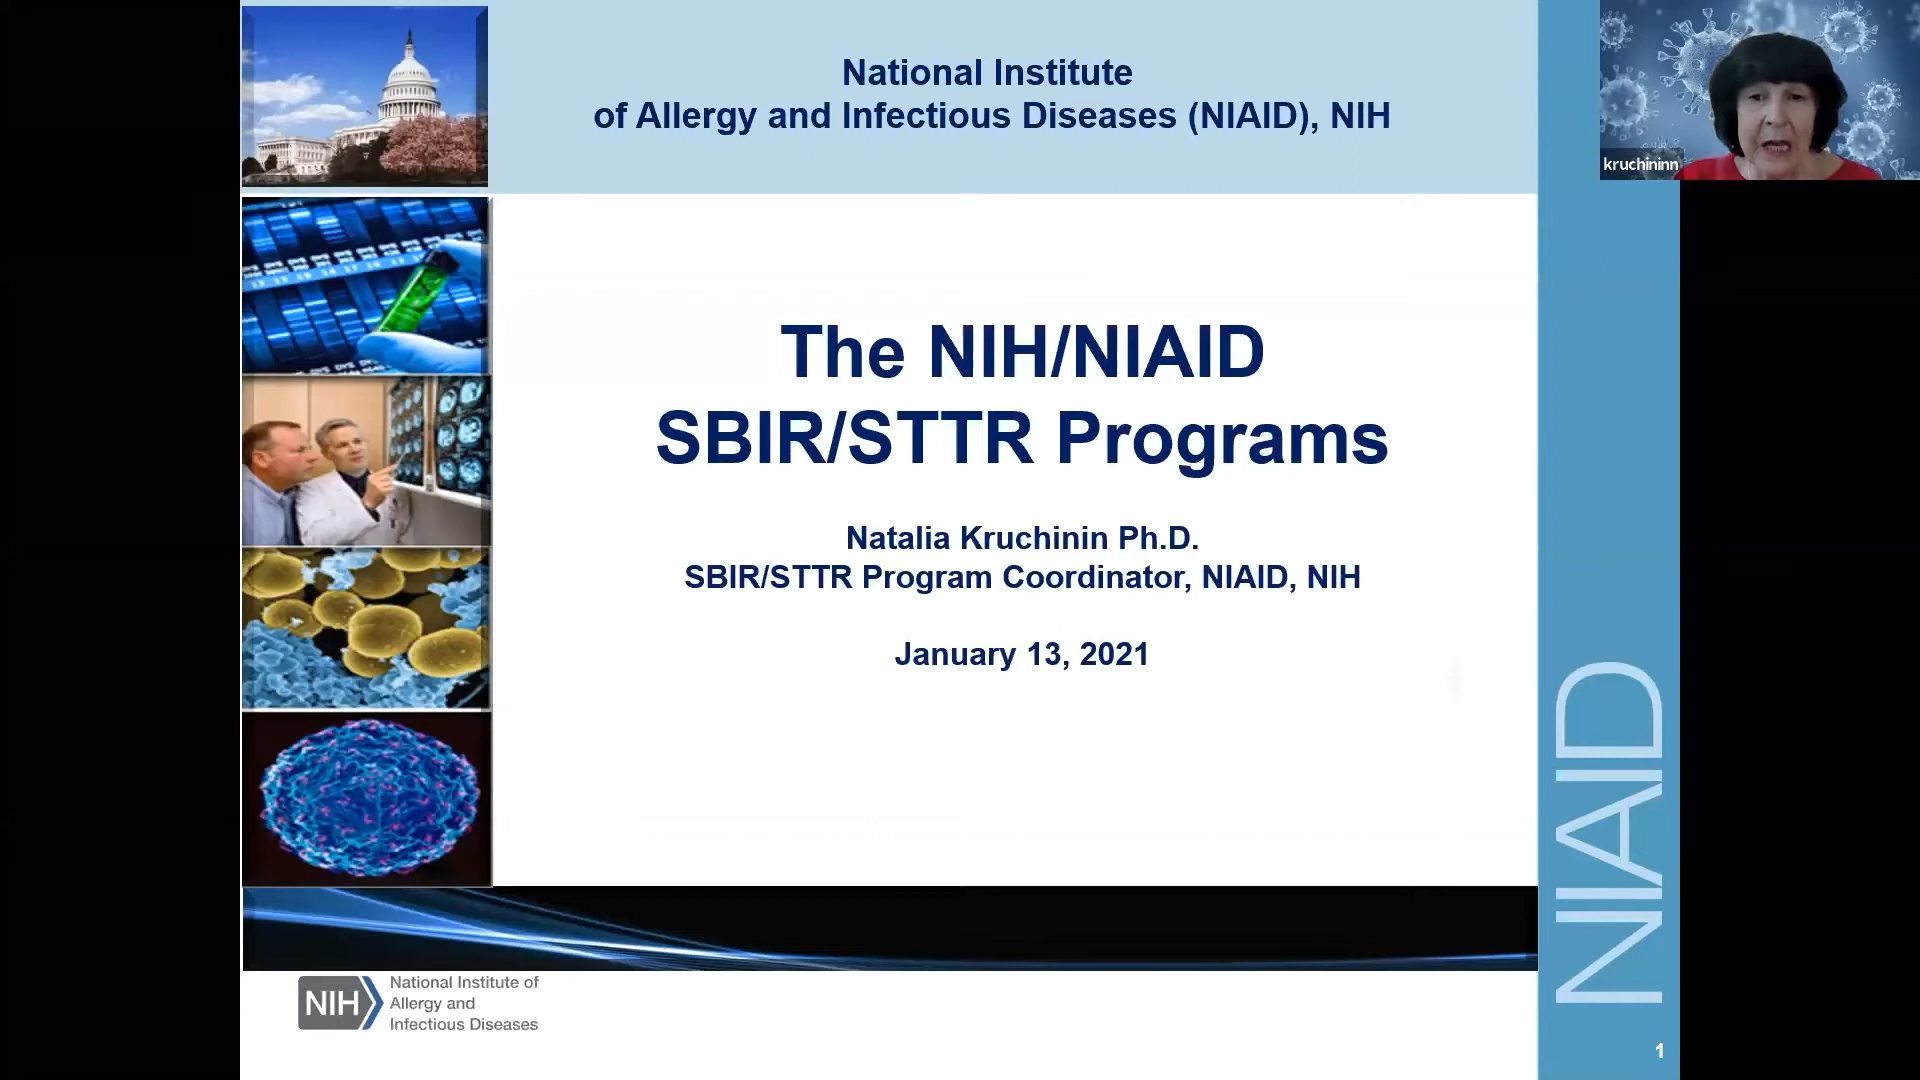 National Institute
of Allergy and Infectious Diseases (NIAID), NIH
kruchininn
The NIH/NIAID
SBIR/STTR Programs
Natalia Kruchinin Ph.D.
SBIR/STTR Program Coordinator, NIAID, NIH
January 13, 2021
NIAID
NIH
National Institute of
Allergy and
Infectious Diseases
1